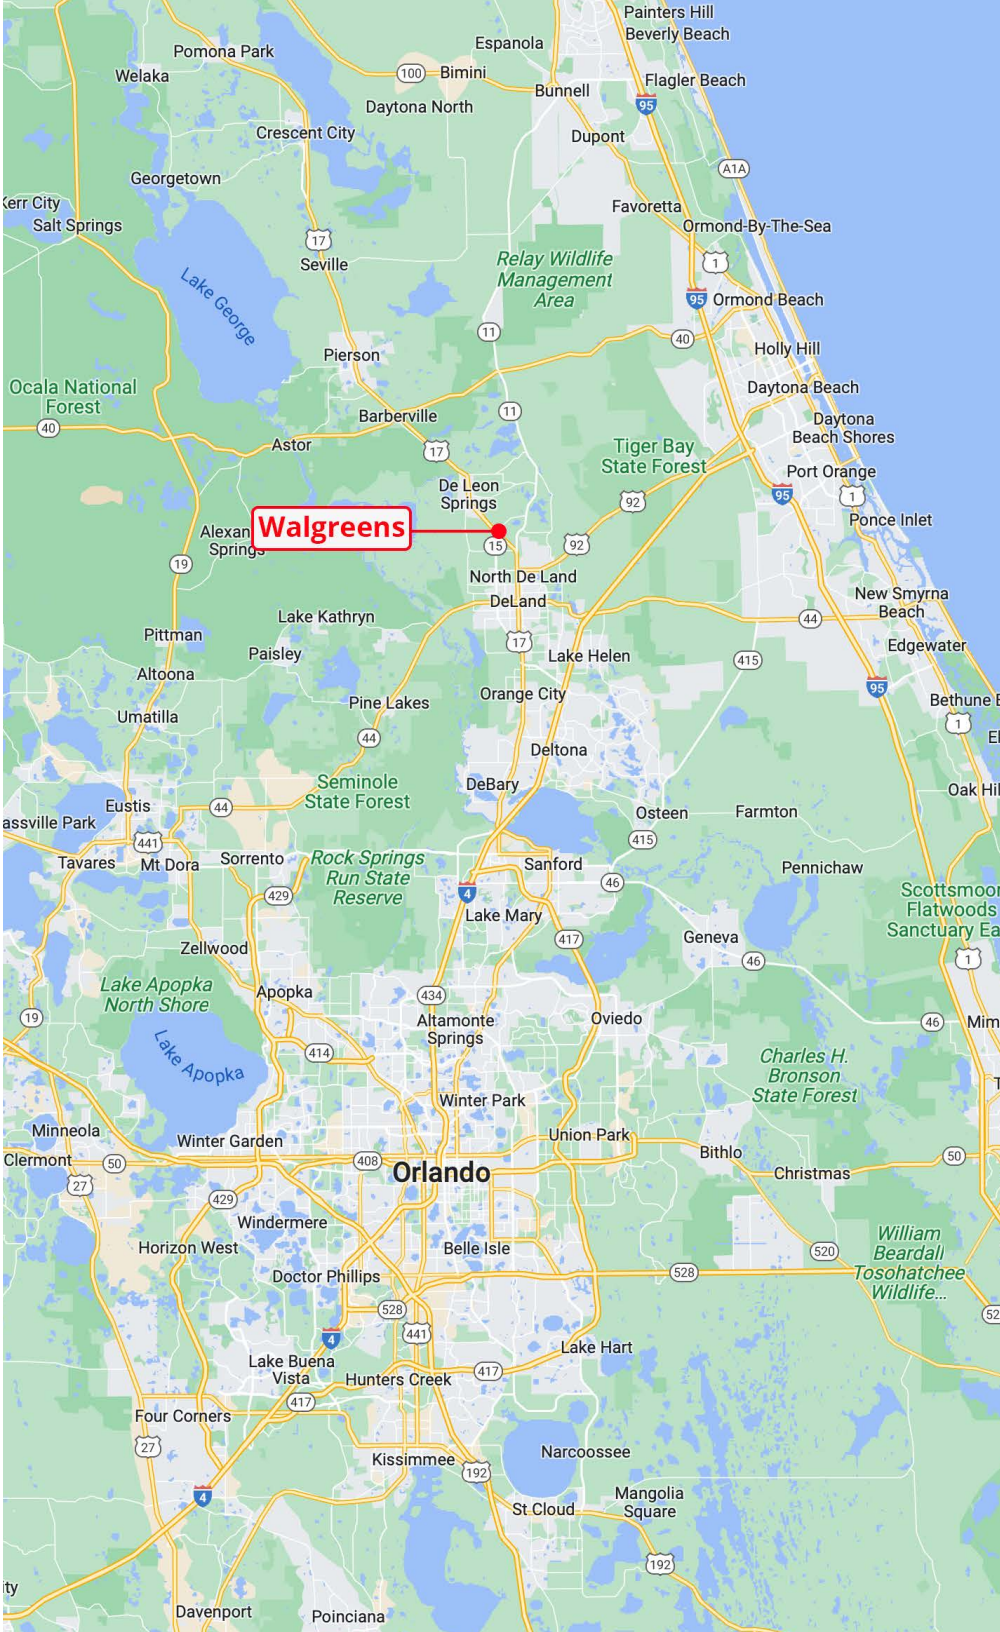 Painters Hill
Beverly Beach
Espanola
Pomona Park
Welaka
100
Bimini
Flagler Beach
Bunnell
95
Daytona North
Crescent City
Dupont
A1A
Georgetown
Kerr City
Salt Springs
Favoretta
Ormond-By-The-Sea
17
Seville
Relay Wildlife
Management
Area
1
Lake George
95
Ormond Beach
11
40
Holly Hill
Pierson
Ocala National
Forest
Daytona Beach
11
Barberville
40
Daytona
Beach Shores
Astor
17
Tiger Bay
State Forest
Port Orange
De Leon
Springs
95
1
92
Ponce Inlet
Walgreens
Alexan
Springs
15
92
19
North De Land
DeLand
New Smyrna
Beach
Lake Kathryn
44
Pittman
17
Edgewater
Paisley
Lake Helen
415
Altoona
95
Orange City
Bethune B
Pine Lakes
Umatilla
1
44
El
Deltona
Seminole
State Forest
DeBary
Oak Hil
Eustis
44
Osteen
Farmton
assville Park
441
415
Tavares
Mt Dora
Sorrento
Rock Springs
Run State
Reserve
Sanford
Pennichaw
429
4
46
Scottsmoor
Flatwoods
Sanctuary Ea
Lake Mary
417
Geneva
Zellwood
46
1
Lake Apopka
North Shore
Apopka
434
19
Altamonte
Springs
Oviedo
46
Mim
414
Lake Apopka
Charles H.
Bronson
State Forest
T
Winter Park
Minneola
Winter Garden
Union Park
Clermont
50
408
Orlando
Bithlo
50
Christmas
27
429
Windermere
William
Beardall
Tosohatchee
Wildlife...
Horizon West
Belle Isle
520
Doctor Phillips
528
528
52
4
441
Lake Hart
Lake Buena
Vista
Hunters Creek
417
417
Four Corners
27
Narcoossee
Kissimmee
192
4
Mangolia
Square
St Cloud
192
ity
Davenport
Poinciana